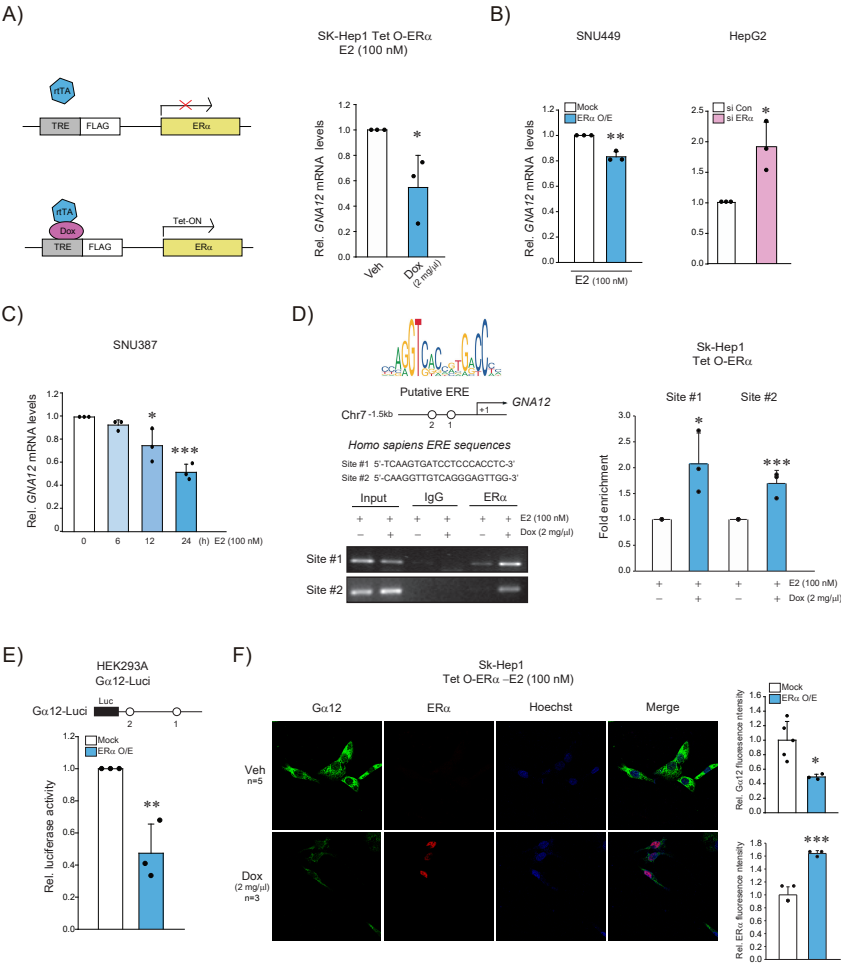 A)
rtTA
TRE FLAG ERα
rtTA
Dox
Tet-ON
TRE FLAG ERα
SK-Hep1 Tet O-ERα
E2 (100 nM)
Rel. GNA12 mRNA levels
1.0
0.8
0.6
0.4
0.2
0
*
Veh
Dox
(2 mg/μl)
B)
SNU449
Rel. GNA12 mRNA levels
Mock
ERα O/E
1.0
0.8
0.6
0.4
0.2
0
**
E2 (100 nM)
HepG2
si Con
si ERα
2.5
2.0
1.5
1.0
0.5
0
*
C)
SNU387
Rel. GNA12 mRNA levels
1.2
1.0
0.8
0.6
0.4
0.2
0
*
***
0 6 12 24 (h) E2 (100 nM)
D)
Putative ERE
Chr7 -1.5kb +1 GNA12
2 1
Homo sapiens ERE sequences
Site #1 5'-TCAAGTGATCCTCCCACCTC-3'
Site #2 5'-CAAGGTTGTCAGGGAGTTGG-3'
Input IgG ERα
+ + + + + + E2 (100 nM)
− + − + − + Dox (2 mg/μl)
Site #1
Site #2
Sk-Hep1
Tet O-ERα
Site #1 Site #2
Fold enrichment
3.0
2.5
2.0
1.5
1.0
0.5
0
*
***
+ + + + E2 (100 nM)
− + − + Dox (2 mg/μl)
E)
HEK293A
Gα12-Luci
Luc
Gα12-Luci
2 1
Mock
ERα O/E
Rel. luciferase activity
1.2
1.0
0.8
0.6
0.4
0.2
0.0
**
F)
Sk-Hep1
Tet O-ERα –E2 (100 nM)
Gα12 ERα Hoechst Merge
Veh
n=5
Dox
(2 mg/μl)
n=3
Mock
ERα O/E
Rel. Gα12 fluoresence ntensity
1.4
1.2
1.0
0.8
0.6
0.4
0.2
0
*
Rel. ERα fluoresence ntensity
1.8
1.6
1.4
1.2
1.0
0.8
0.6
0.4
0.2
0
***